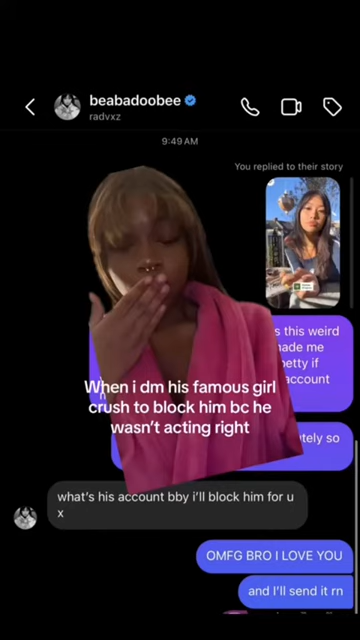 beabadoobee
radvxz
9:49 AM
You replied to their story
s this weird
made me
petty if
account
When i dm his famous girl
crush to block him bc he
wasn't acting right
tely so
what's his account bby i'll block him for u
x
OMFG BRO I LOVE YOU
and I'll send it rn